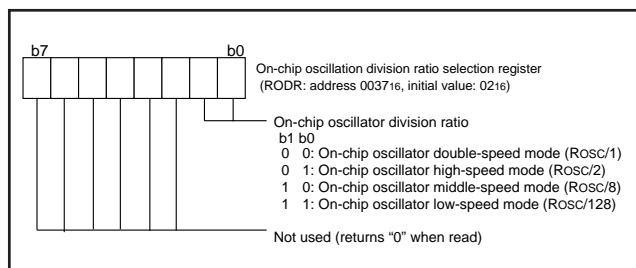 b7 b0
On-chip oscillation division ratio selection register
(RODR: address 003716, initial value: 0216)
On-chip oscillator division ratio
b1 b0
0 0: On-chip oscillator double-speed mode (ROSC/1)
0 1: On-chip oscillator high-speed mode (ROSC/2)
1 0: On-chip oscillator middle-speed mode (ROSC/8)
1 1: On-chip oscillator low-speed mode (ROSC/128)
Not used (returns “0” when read)